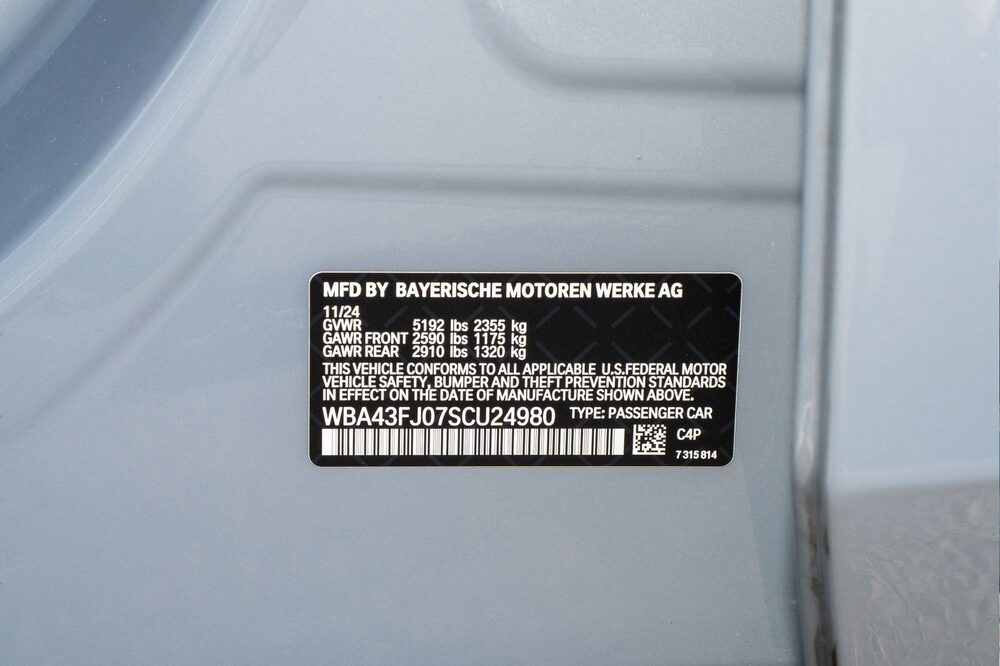 MFD BY BAYERISCHE MOTOREN WERKE AG
11/24
GVWR 5192 lbs 2355 kg
GAWR FRONT 2590 lbs 1175 kg
GAWR REAR 2910 lbs 1320 kg
THIS VEHICLE CONFORMS TO ALL APPLICABLE U.S.FEDERAL MOTOR
VEHICLE SAFETY, BUMPER AND THEFT PREVENTION STANDARDS
IN EFFECT ON THE DATE OF MANUFACTURE SHOWN ABOVE.
WBA43FJ07SCU24980 TYPE: PASSENGER CAR
C4P
7 315 814